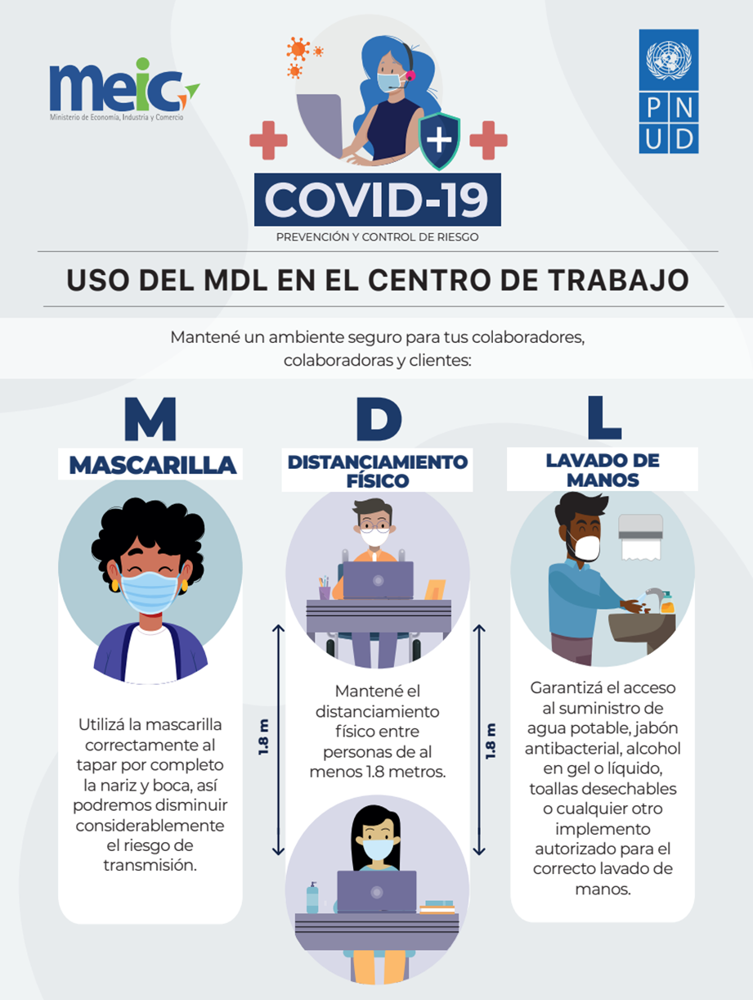 meic
Ministerio de Economía, Industria y Comercio
P N
U D
COVID-19
PREVENCIÓN Y CONTROL DE RIESGO
USO DEL MDL EN EL CENTRO DE TRABAJO
Mantené un ambiente seguro para tus colaboradores,
colaboradoras y clientes:
M
MASCARILLA
Utilizá la mascarilla
correctamente al
tapar por completo
la nariz y boca, así
podremos disminuir
considerablemente
el riesgo de
transmisión.
D
DISTANCIAMIENTO
FÍSICO
1.8 m
Mantené el
distanciamiento
físico entre
personas de al
menos 1.8 metros.
1.8 m
L
LAVADO DE
MANOS
Garantizá el acceso
al suministro de
agua potable, jabón
antibacterial, alcohol
en gel o líquido,
toallas desechables
o cualquier otro
implemento
autorizado para el
correcto lavado de
manos.